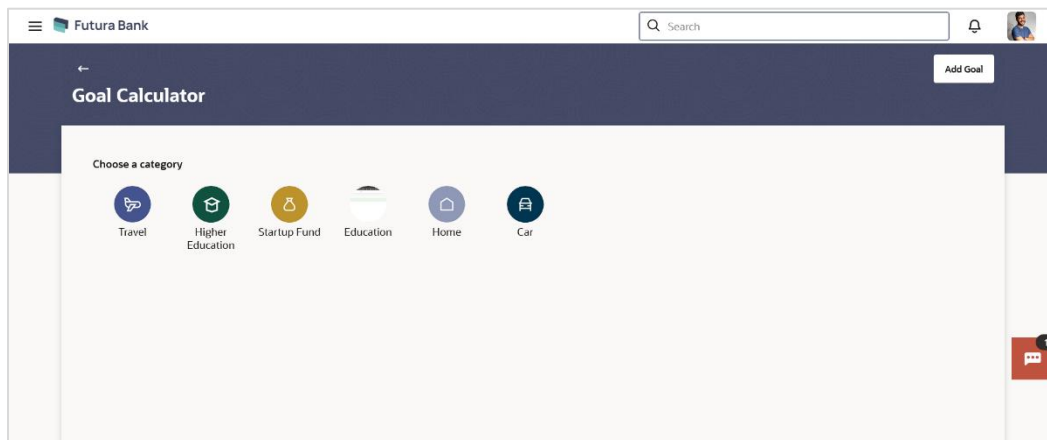 Futura Bank
Search
Add Goal
Goal Calculator
Choose a category
Travel
Higher
Education
Startup Fund
Education
Home
Car